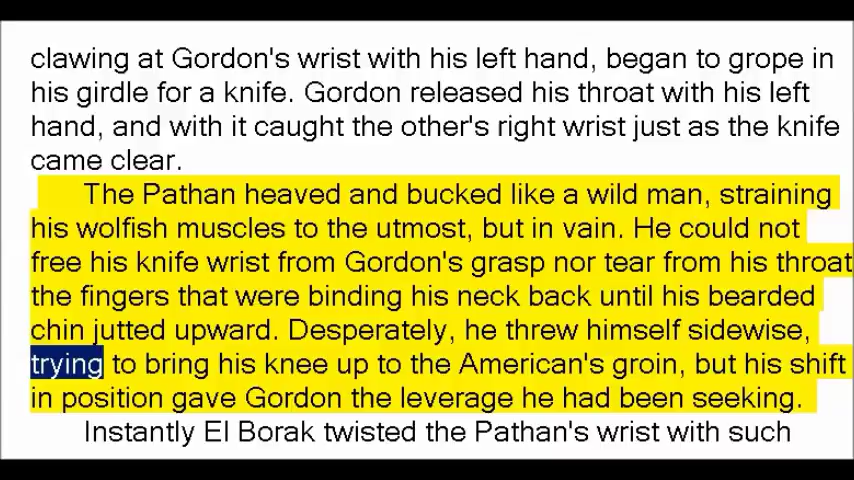 clawing at Gordon's wrist with his left hand, began to grope in
his girdle for a knife. Gordon released his throat with his left
hand, and with it caught the other's right wrist just as the knife
came clear.
The Pathan heaved and bucked like a wild man, straining
his wolfish muscles to the utmost, but in vain. He could not
free his knife wrist from Gordon's grasp nor tear from his throat
the fingers that were binding his neck back until his bearded
chin jutted upward. Desperately, he threw himself sidewise,
trying to bring his knee up to the American's groin, but his shift
in position gave Gordon the leverage he had been seeking.
Instantly El Borak twisted the Pathan's wrist with such